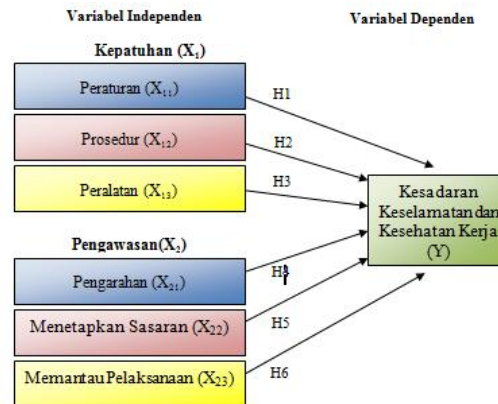 Variabel Independen
Variabel Dependen
Kepatuhan (X₁)
Peraturan (X₁₁)
H1
Prosedur (X₁₂)
H2
Peralatan (X₁₃)
H3
Kesadaran
Keselamatan dan
Kesehatan Kerja
(Y)
Pengawasan(X₂)
Pengarahan (X₂₁)
H4
Menetapkan Sasaran (X₂₂)
H5
Memantau Pelaksanaan (X₂₃)
H6